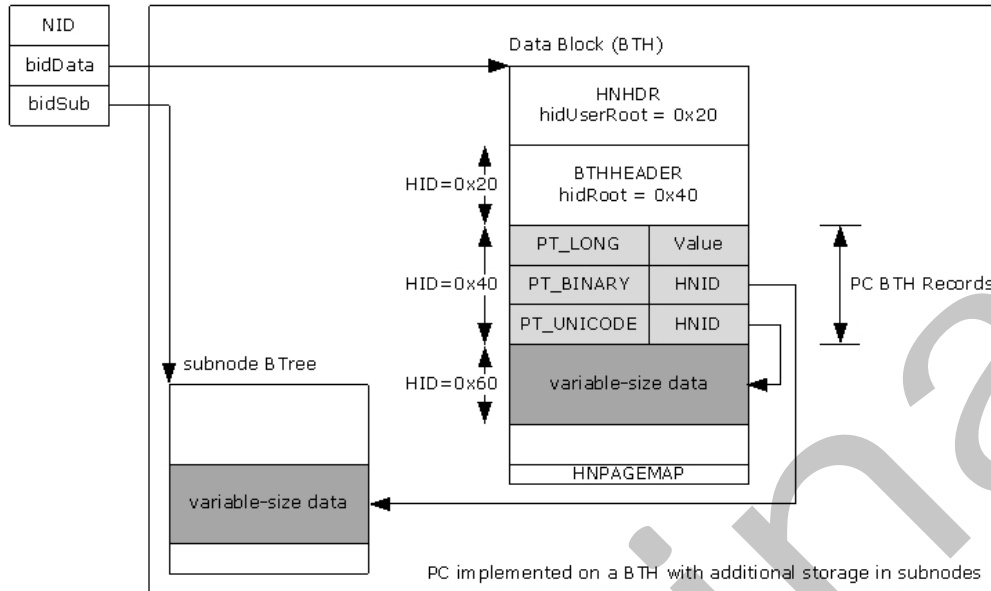 NID
bidData
bidSub
Data Block (BTH)
HNHDR
hidUserRoot = 0x20
HID=0x20
BTHHEADER
hidRoot = 0x40
HID=0x40
PT_LONG Value
PT_BINARY HNID
PT_UNICODE HNID
PC BTH Records
HID=0x60
variable-size data
HNPAGEMAP
subnode BTree
variable-size data
PC implemented on a BTH with additional storage in subnodes